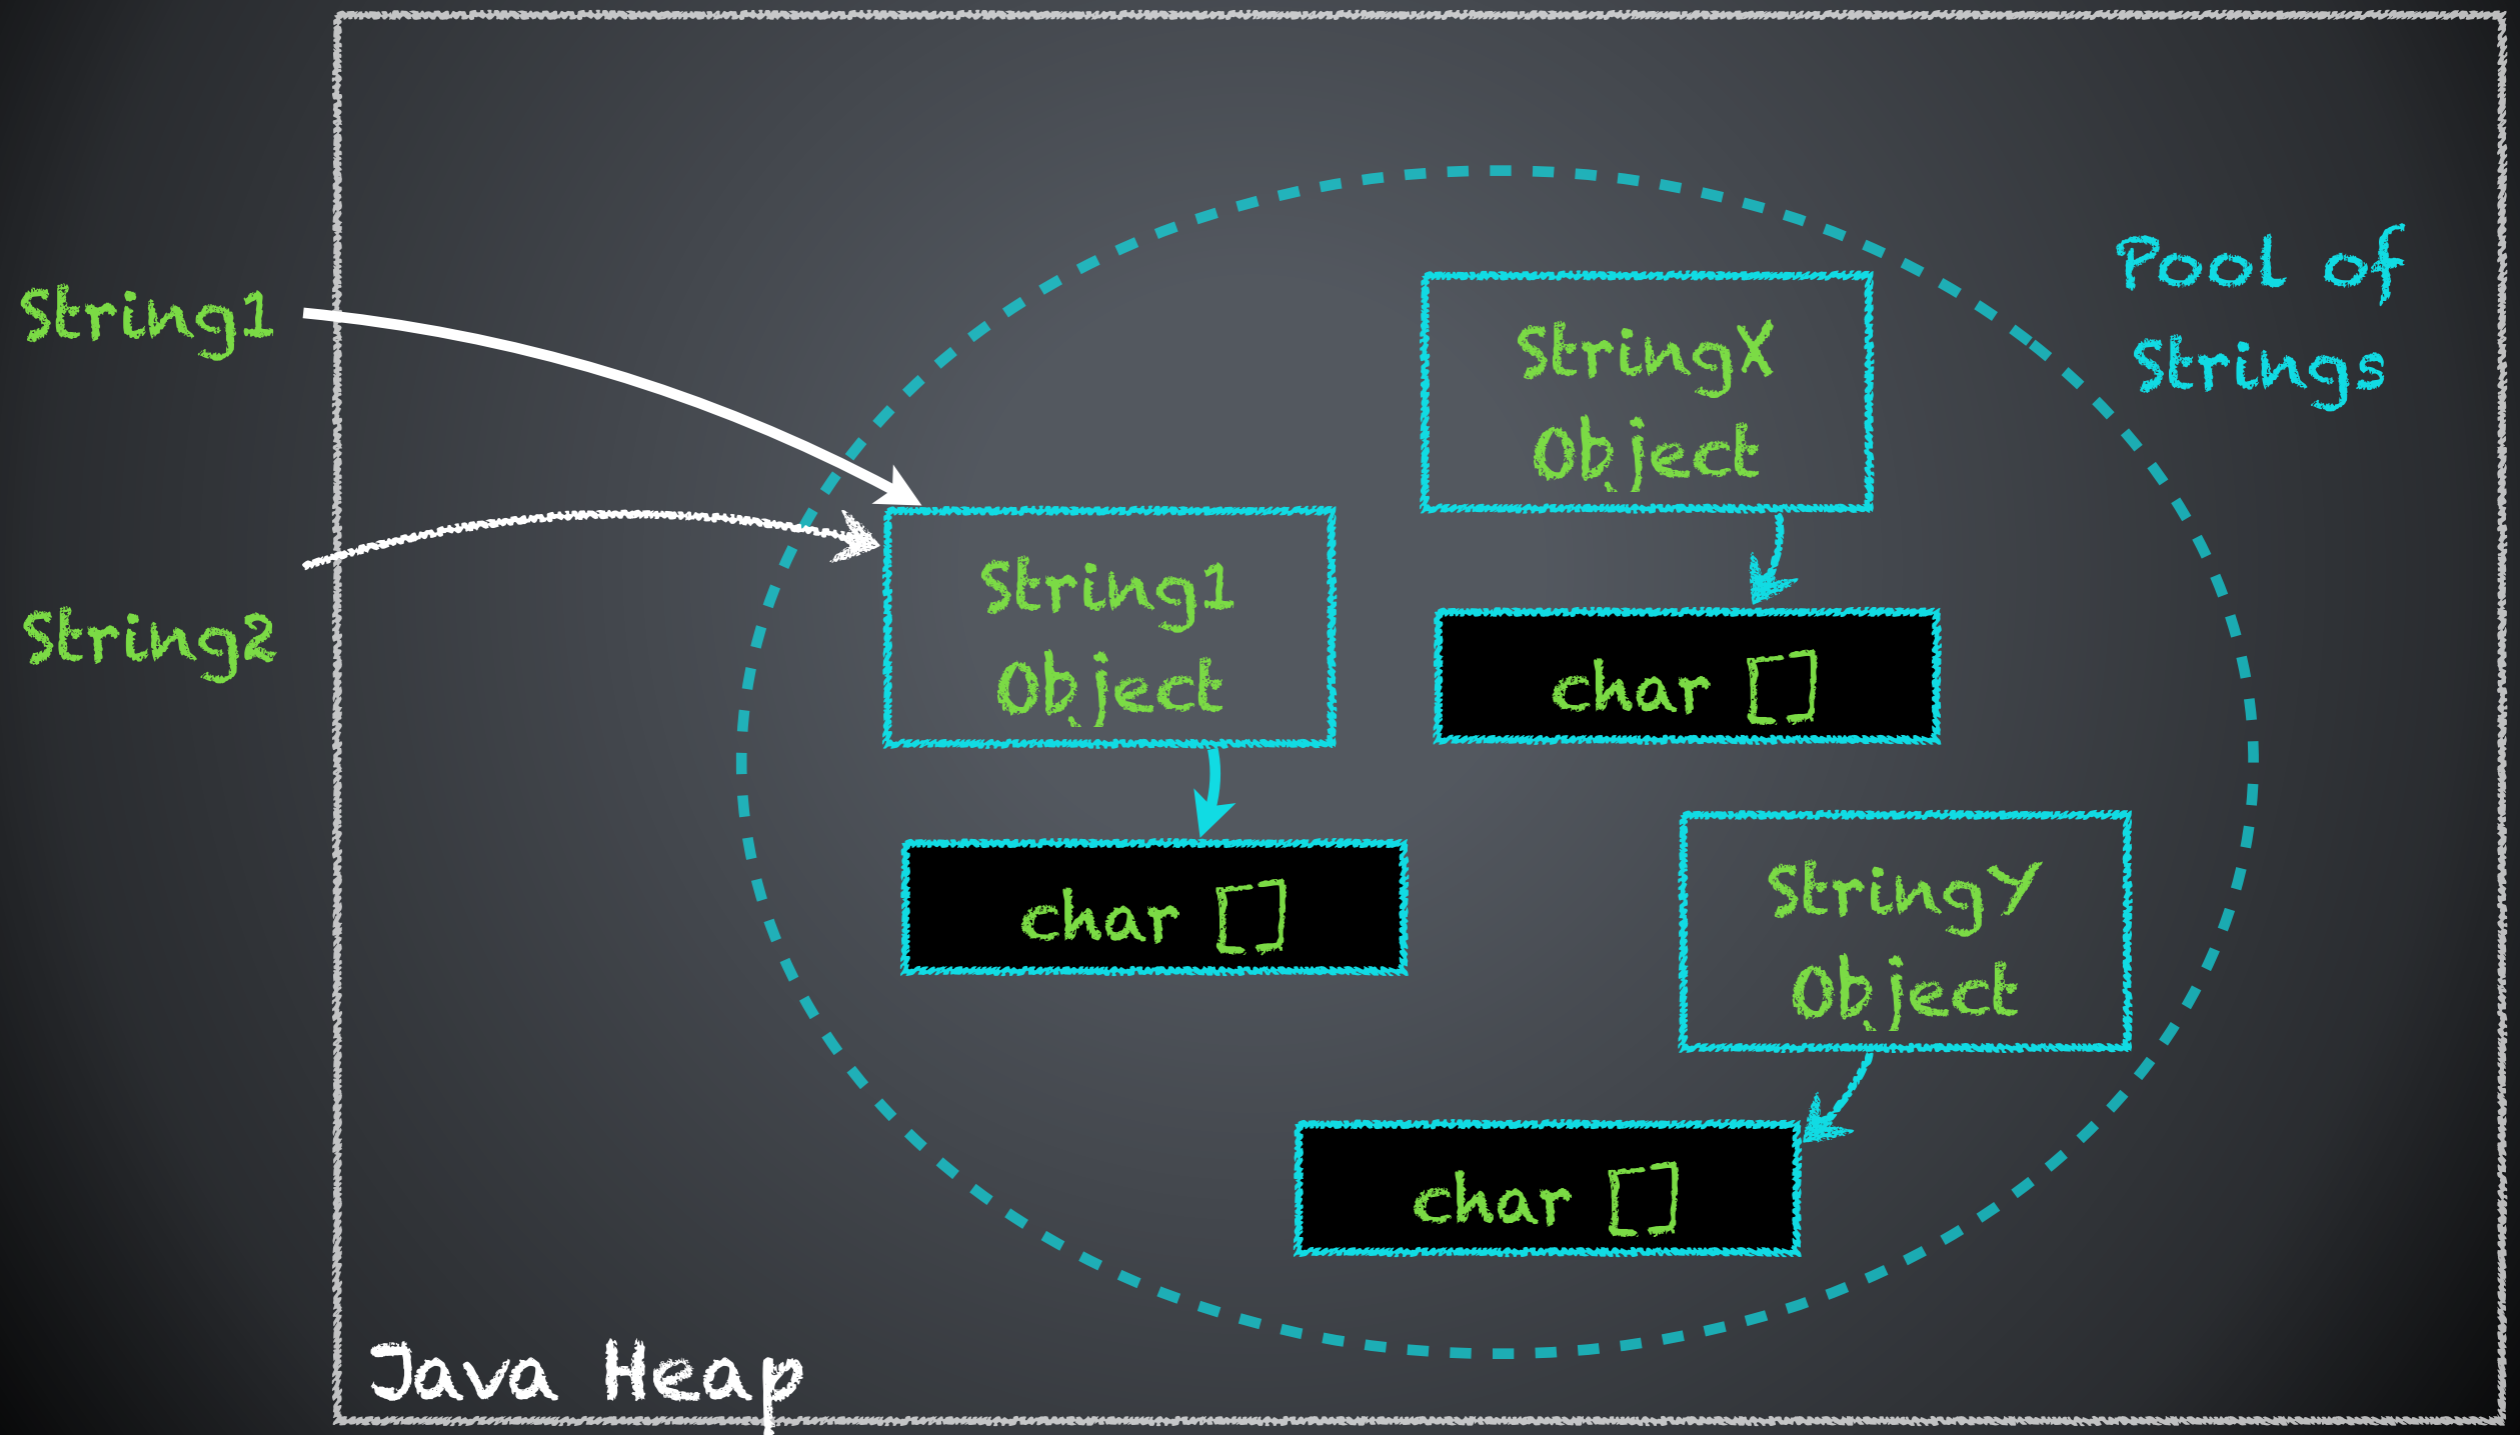 Pool of
Strings
String1
StringX
Object
String1
Object
String2
char []
char []
StringY
Object
char []
Java Heap